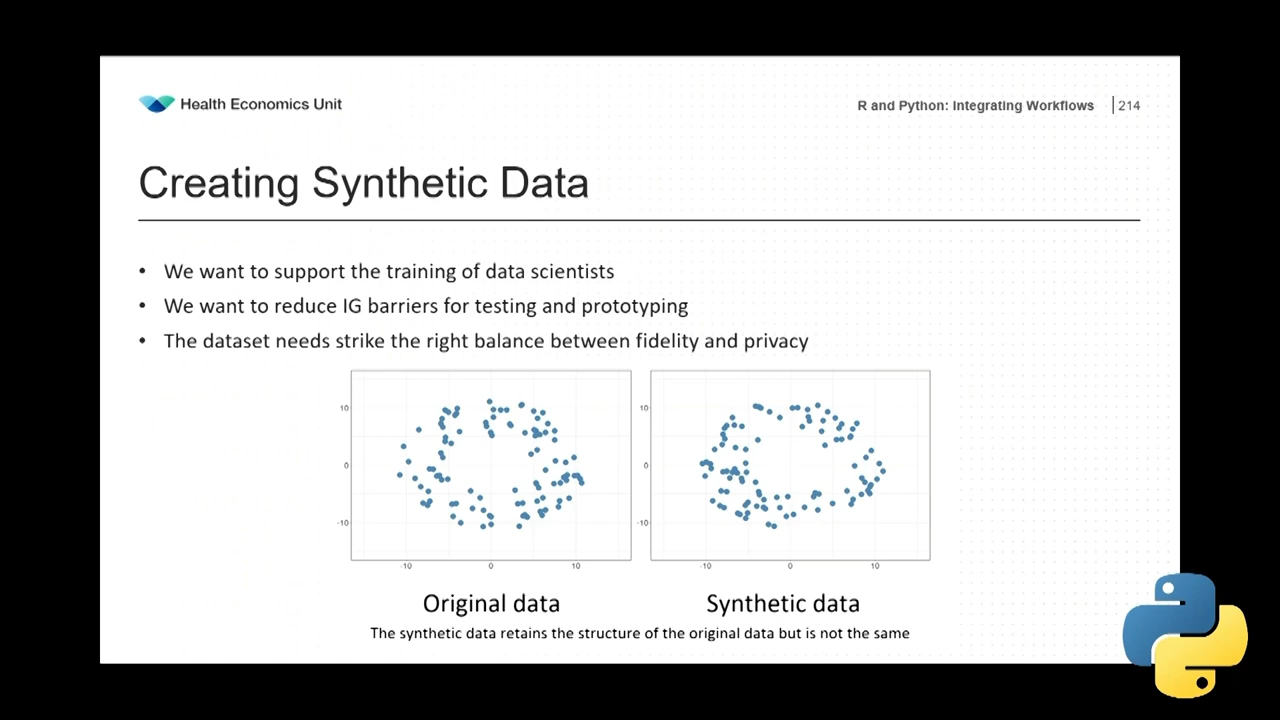 Health Economics Unit
R and Python: Integrating Workflows 214
Creating Synthetic Data
• We want to support the training of data scientists
• We want to reduce IG barriers for testing and prototyping
• The dataset needs strike the right balance between fidelity and privacy
10
0
-10
-10 0 10
10
0
-10
-10 0 10
Original data
Synthetic data
The synthetic data retains the structure of the original data but is not the same